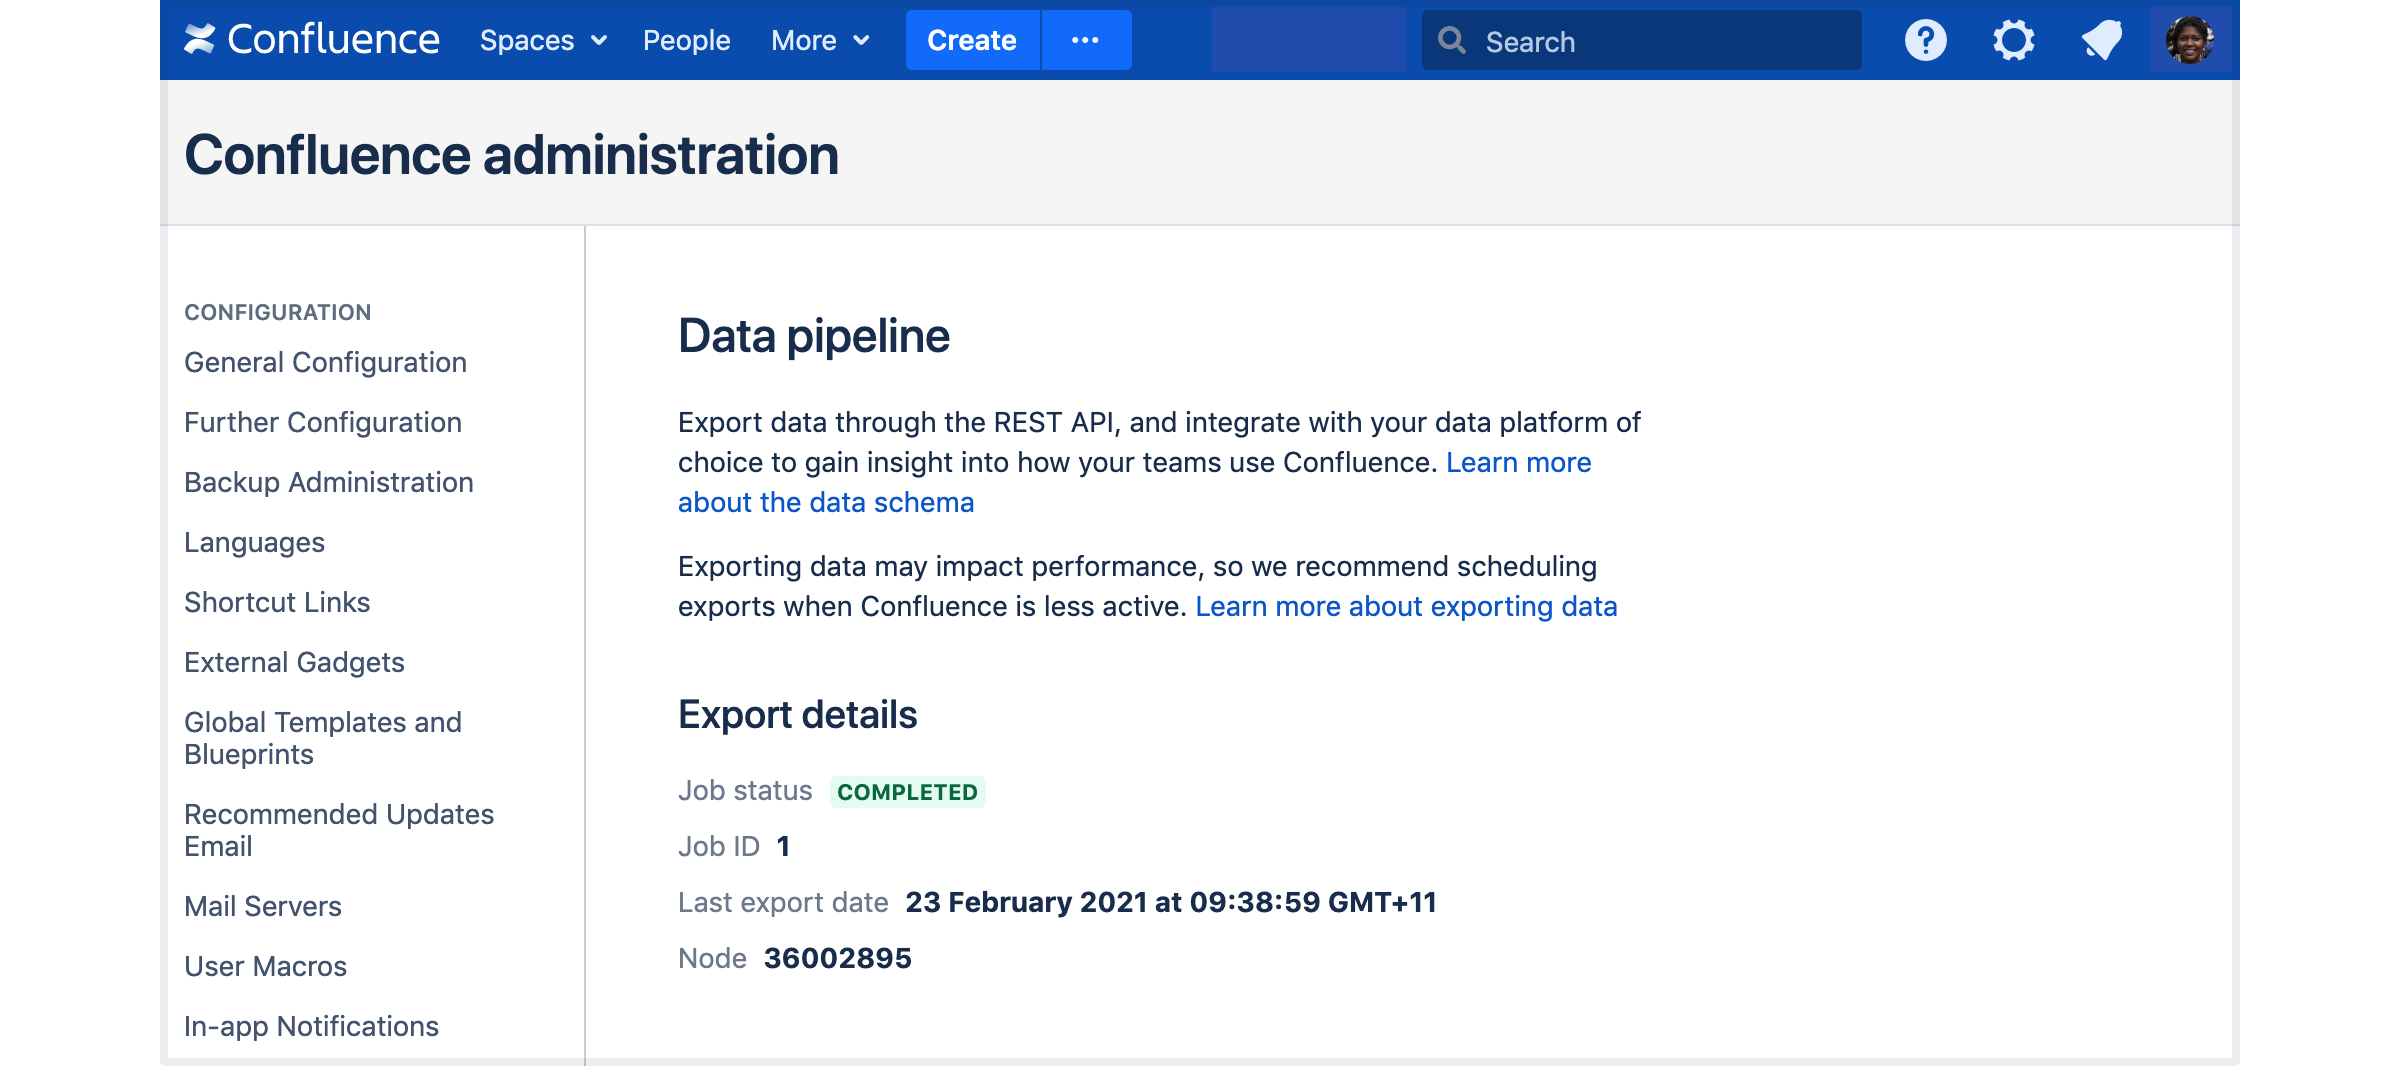 Confluence Spaces People More Create ··· Search
Confluence administration
CONFIGURATION
General Configuration
Further Configuration
Backup Administration
Languages
Shortcut Links
External Gadgets
Global Templates and
Blueprints
Recommended Updates
Email
Mail Servers
User Macros
In-app Notifications
Data pipeline
Export data through the REST API, and integrate with your data platform of
choice to gain insight into how your teams use Confluence. Learn more
about the data schema
Exporting data may impact performance, so we recommend scheduling
exports when Confluence is less active. Learn more about exporting data
Export details
Job status COMPLETED
Job ID 1
Last export date 23 February 2021 at 09:38:59 GMT+11
Node 36002895